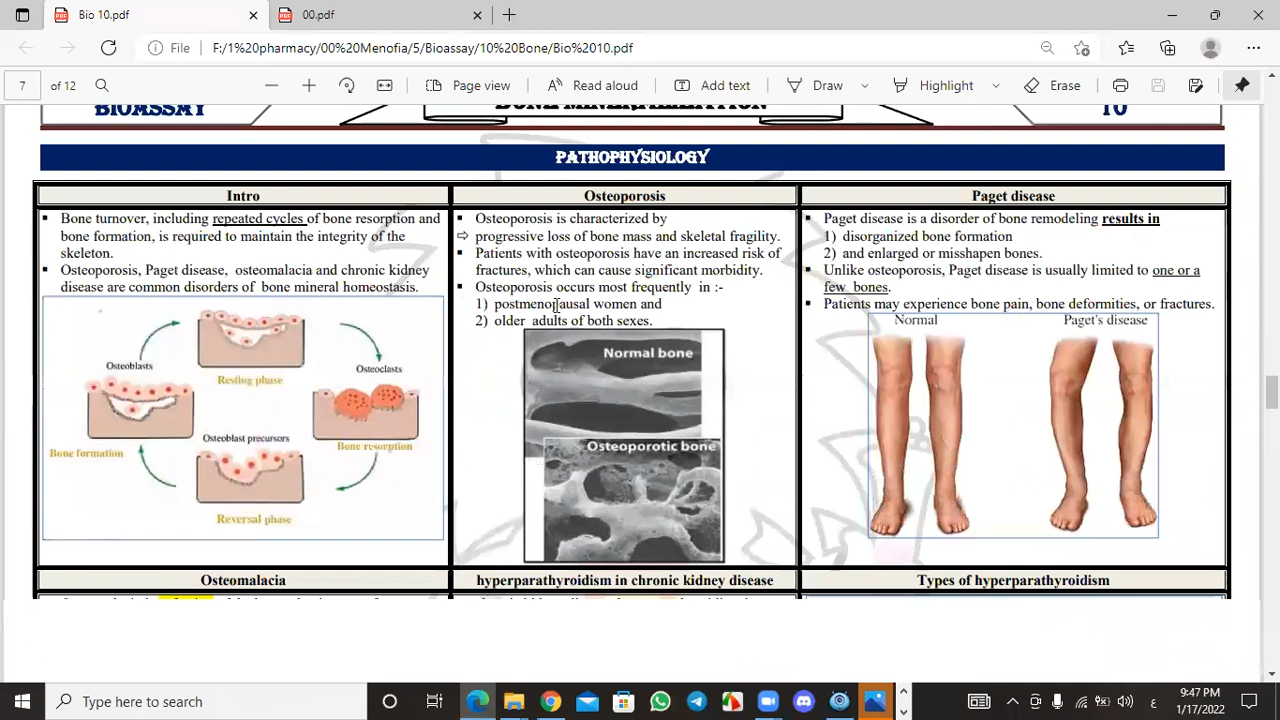 Bio 10.pdf
00.pdf
File
F:/1%20pharmacy/00%20Menofia/5/Bioassay/10%20Bone/Bio%2010.pdf
7 of 12
Page view
Read aloud
Add text
Draw
Highlight
Erase
BIOASSAY
BONE MINERALIZATION
10
PATHOPHYSIOLOGY
Intro
Bone turnover, including repeated cycles of bone resorption and
bone formation, is required to maintain the integrity of the
skeleton.
Osteoporosis, Paget disease, osteomalacia and chronic kidney
disease are common disorders of bone mineral homeostasis.
Osteoblasts
Resting phase
Osteoclasts
Bone formation
Osteoblast precursors
Bone resorption
Reversal phase
Osteoporosis
Osteoporosis is characterized by
⇨ progressive loss of bone mass and skeletal fragility.
Patients with osteoporosis have an increased risk of
fractures, which can cause significant morbidity.
Osteoporosis occurs most frequently in :-
1) postmenopausal women and
2) older adults of both sexes.
Normal bone
Osteoporotic bone
Paget disease
Paget disease is a disorder of bone remodeling results in
1) disorganized bone formation
2) and enlarged or misshapen bones.
Unlike osteoporosis, Paget disease is usually limited to one or a
few bones.
Patients may experience bone pain, bone deformities, or fractures.
Normal
Paget's disease
Osteomalacia
hyperparathyroidism in chronic kidney disease
Types of hyperparathyroidism
Type here to search
ع
9:47 PM
1/17/2022